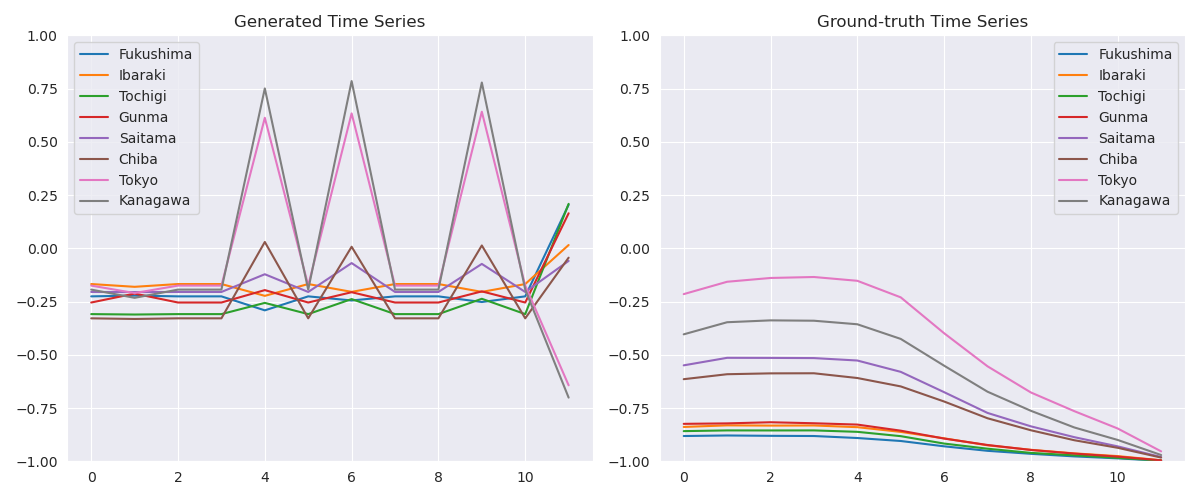 Generated Time Series
1.00
0.75
0.50
0.25
0.00
−0.25
−0.50
−0.75
−1.00
0
2
4
6
8
10
Fukushima
Ibaraki
Tochigi
Gunma
Saitama
Chiba
Tokyo
Kanagawa
Ground-truth Time Series
1.00
0.75
0.50
0.25
0.00
−0.25
−0.50
−0.75
−1.00
0
2
4
6
8
10
Fukushima
Ibaraki
Tochigi
Gunma
Saitama
Chiba
Tokyo
Kanagawa